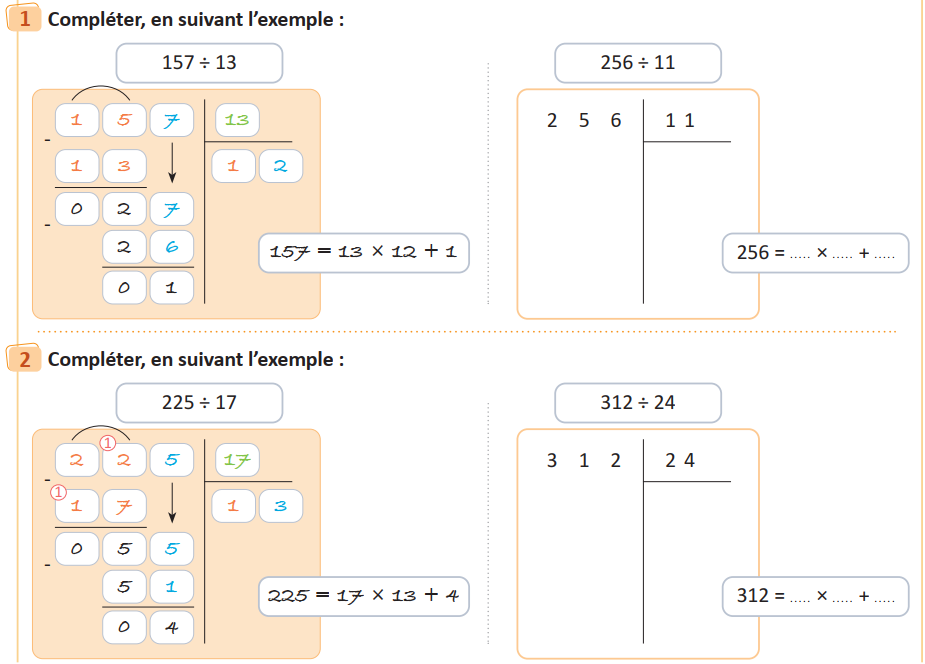 1 Compléter, en suivant l'exemple :
157 ÷ 13
1 5 7 13
-
1 3 1 2
0 2 7
-
2 6
0 1
157 = 13 × 12 + 1
256 ÷ 11
2 5 6 1 1
256 = ..... × ..... + .....
2 Compléter, en suivant l'exemple :
225 ÷ 17
2 1 2 5 17
-
1 1 7 1 3
0 5 5
-
5 1
0 4
225 = 17 × 13 + 4
312 ÷ 24
3 1 2 2 4
312 = ..... × ..... + .....